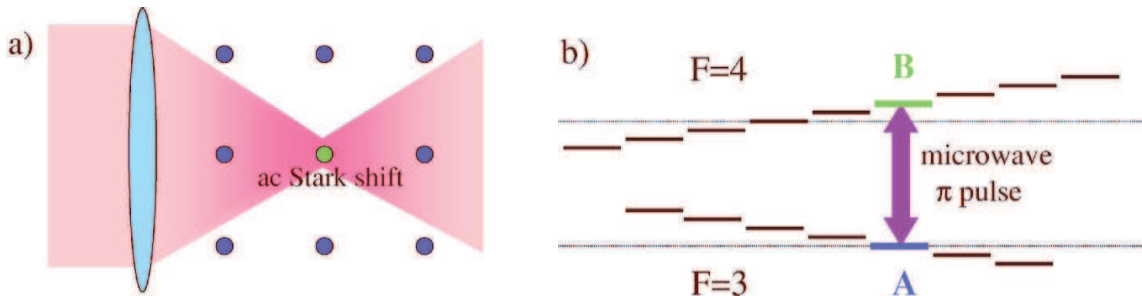 a)
ac Stark shift
b)
F=4
B
microwave
π pulse
F=3
A